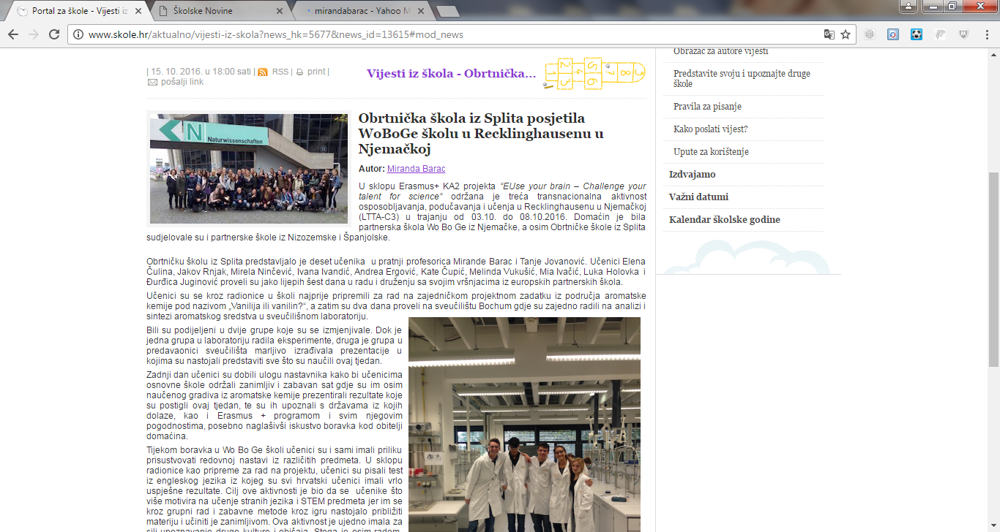 Portal za škole - Vijesti iz
Školske Novine
mirandabarac - Yahoo M
www.skole.hr/aktualno/vijesti-iz-skola?news_hk=5677&news_id=13615#mod_news
| 15. 10. 2016. u 18:00 sati | RSS | print |
pošalji link
Vijesti iz škola - Obrtnička...
1 2 3 4 5 6 7 8 9
N Naturwissenschaften
Obrtnička škola iz Splita posjetila
WoBoGe školu u Recklinghausenu u
Njemačkoj
Autor: Miranda Barac
U sklopu Erasmus+ KA2 projekta “EUse your brain – Challenge your
talent for science“ održana je treća transnacionalna aktivnost
osposobljavanja, podučavanja i učenja u Recklinghausenu u Njemačkoj
(LTTA-C3) u trajanju od 03.10. do 08.10.2016. Domaćin je bila
partnerska škola Wo Bo Ge iz Njemačke, a osim Obrtničke škole iz Splita
sudjelovale su i partnerske škole iz Nizozemske i Španjolske.
Obrtničku školu iz Splita predstavljalo je deset učenika u pratnji profesorica Mirande Barac i Tanje Jovanović. Učenici Elena
Čulina, Jakov Rnjak, Mirela Ninčević, Ivana Ivandić, Andrea Ergović, Kate Čupić, Melinda Vukušić, Mia Ivačić, Luka Holovka i
Đurđica Juginović proveli su jako lijepih šest dana u radu i druženju sa svojim vršnjacima iz europskih partnerskih škola.
Učenici su se kroz radionice u školi najprije pripremili za rad na zajedničkom projektnom zadatku iz područja aromatske
kemije pod nazivom „Vanilija ili vanilin?“, a zatim su dva dana proveli na sveučilištu Bochum gdje su zajedno radili na analizi i
sintezi aromatskog sredstva u sveučilišnom laboratoriju.
Bili su podijeljeni u dvije grupe koje su se izmjenjivale. Dok je
jedna grupa u laboratoriju radila eksperimente, druga je grupa u
predavaonici sveučilišta marljivo izrađivala prezentacije u
kojima su nastojali predstaviti sve što su naučili ovaj tjedan.
Zadnji dan učenici su dobili ulogu nastavnika kako bi učenicima
osnovne škole održali zanimljiv i zabavan sat gdje su im osim
naučenog gradiva iz aromatske kemije prezentirali rezultate koje
su postigli ovaj tjedan, te su ih upoznali s državama iz kojih
dolaze, kao i Erasmus + programom i svim njegovim
pogodnostima, posebno naglašivši iskustvo boravka kod obitelji
domaćina.
Tijekom boravka u Wo Bo Ge školi učenici su i sami imali priliku
prisustvovati redovnoj nastavi iz različitih predmeta. U sklopu
radionice kao pripreme za rad na projektu, učenici su pisali test
iz engleskog jezika iz kojeg su svi hrvatski učenici imali vrlo
uspješne rezultate. Cilj ove aktivnosti je bio da se učenike što
više motivira na učenje stranih jezika i STEM predmeta jer im se
kroz grupni rad i zabavne metode kroz igru nastojalo približiti
materiju i učiniti je zanimljivom. Ova aktivnost je ujedno imala za
cilj upoznavanje druge kulture i običaja. Stoga je osim radom,
Obrazac za autore vijesti
Predstavite svoju i upoznajte druge
škole
Pravila za pisanje
Kako poslati vijest?
Upute za korištenje
Izdvajamo
Važni datumi
Kalendar školske godine